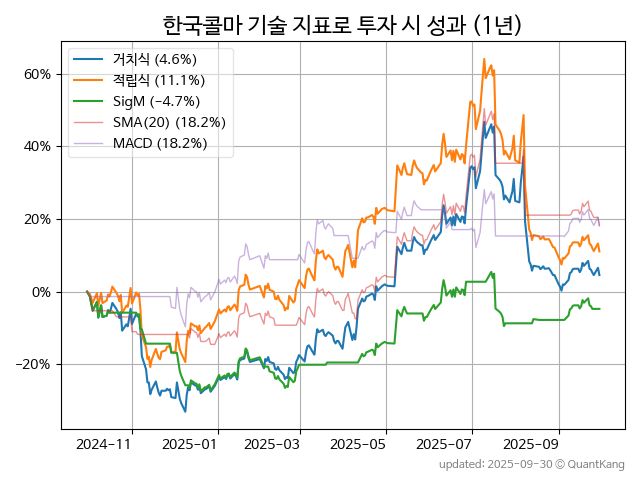 한국콜마 기술 지표로 투자 시 성과 (1년)
거치식 (4.6%)
적립식 (11.1%)
SigM (−4.7%)
SMA(20) (18.2%)
MACD (18.2%)
60%
40%
20%
0%
−20%
2024-11
2025-01
2025-03
2025-05
2025-07
2025-09
updated: 2025-09-30 © QuantKang